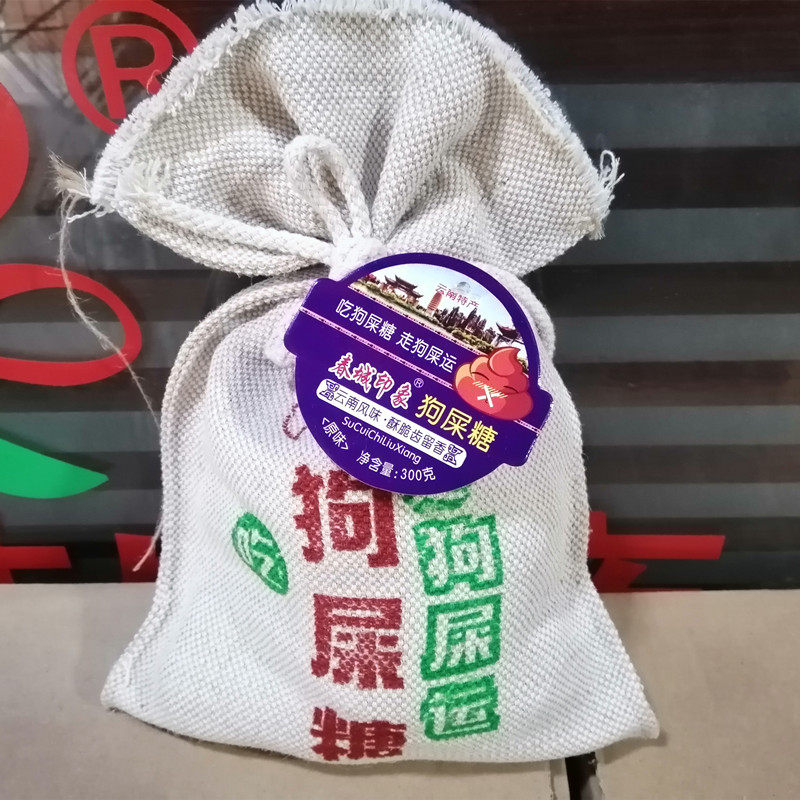 ®
云南特产
吃狗屎糖 走狗屎运
春城印象®
狗屎糖
云南风味·酥脆齿留香
SuCuiChiLiuXiang
〈原味〉
净含量:300克
吃
狗屎糖
狗屎运